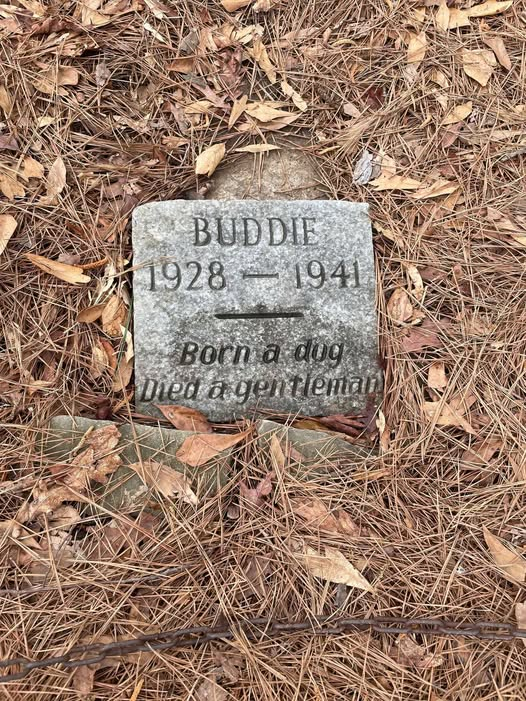 BUDDIE
1928 — 1941
Born a dog
Died a gentleman